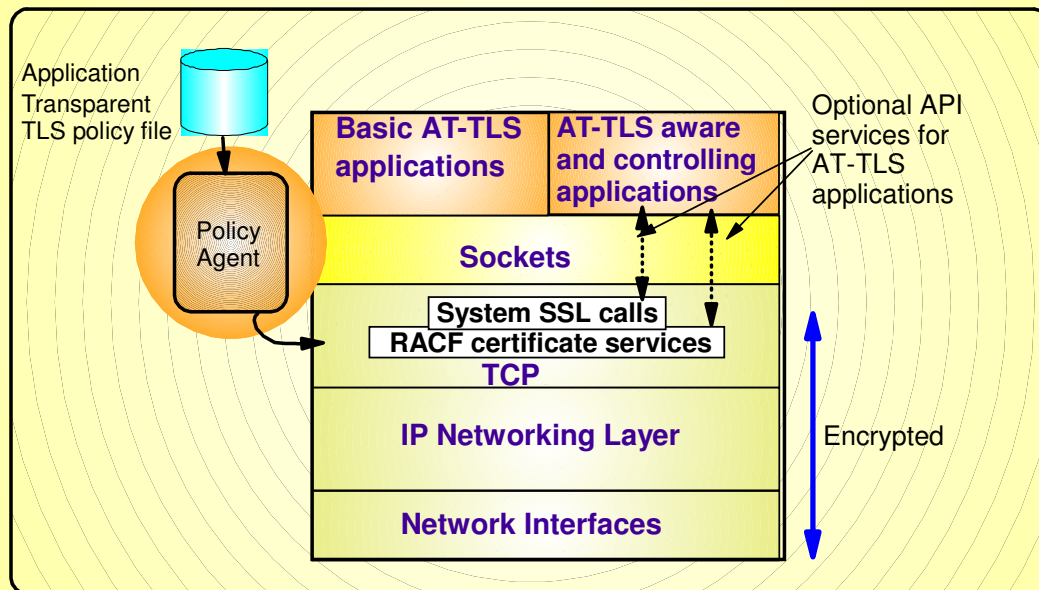 Application
Transparent
TLS policy file
Policy
Agent
Basic AT-TLS
applications
AT-TLS aware
and controlling
applications
Optional API
services for
AT-TLS
applications
Sockets
System SSL calls
RACF certificate services
TCP
IP Networking Layer
Encrypted
Network Interfaces